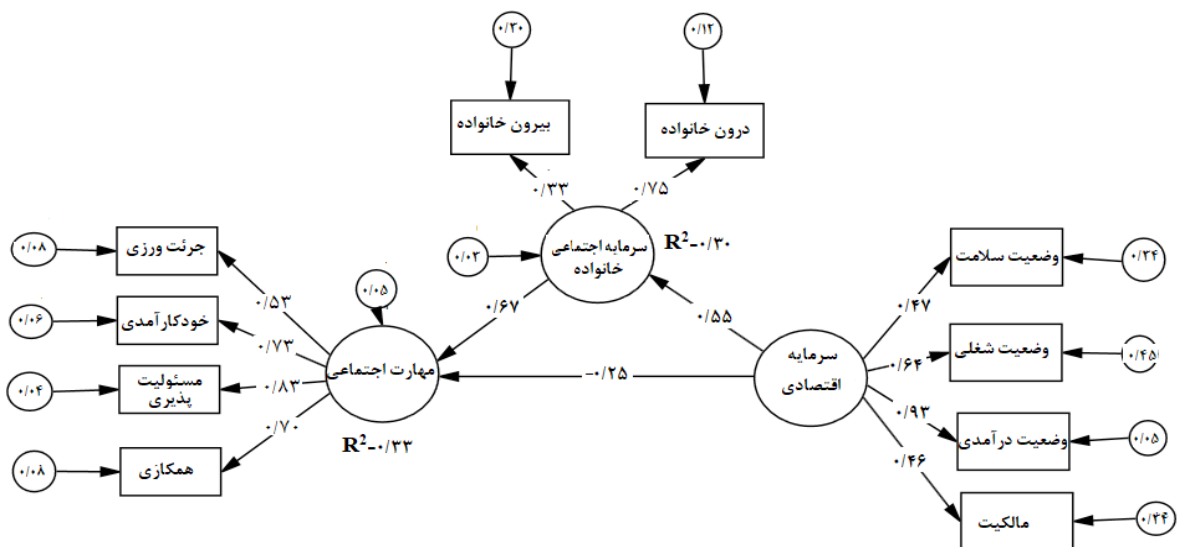 ۰/۳۰
۰/۱۲
بیرون خانواده
درون خانواده
۰/۳۳
۰/۷۵
سرمایه اجتماعی
خانواده
R²-۰/۳۰
۰/۰۲
۰/۰۸
جرئت ورزی
۰/۵۳
۰/۰۶
خودکارآمدی
۰/۷۳
۰/۰۴
مسئولیت
پذیری
۰/۸۳
۰/۰۸
همکازی
۰/۷۰
۰/۰۵
مهارت اجتماعی
R²-۰/۳۳
۰/۶۷
۰/۵۵
-۰/۲۵
سرمایه
اقتصادی
وضعیت سلامت
۰/۳۴
۰/۴۷
وضعیت شغلی
۰/۴۵
۰/۶۴
وضعیت درآمدی
۰/۰۵
۰/۹۳
مالکیت
۰/۳۴
۰/۴۶